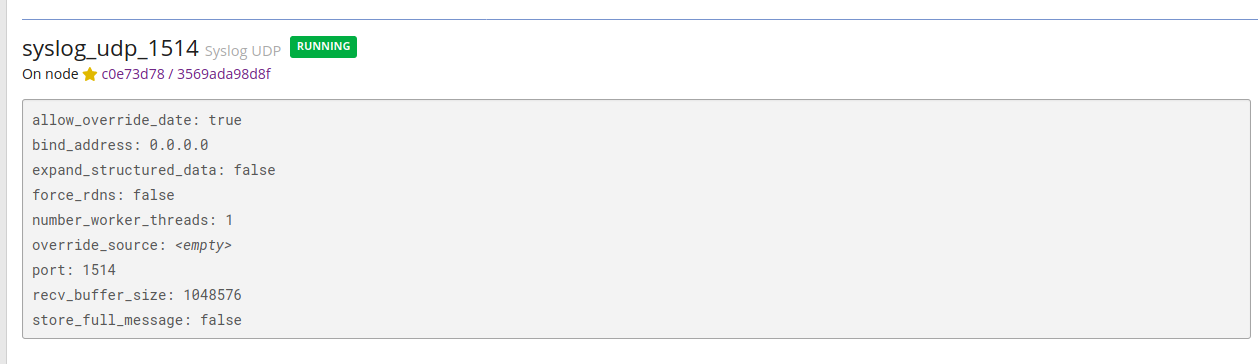 syslog_udp_1514 Syslog UDP RUNNING
On node c0e73d78 / 3569ada98d8f
allow_override_date: true
bind_address: 0.0.0.0
expand_structured_data: false
force_rdns: false
number_worker_threads: 1
override_source: <empty>
port: 1514
recv_buffer_size: 1048576
store_full_message: false